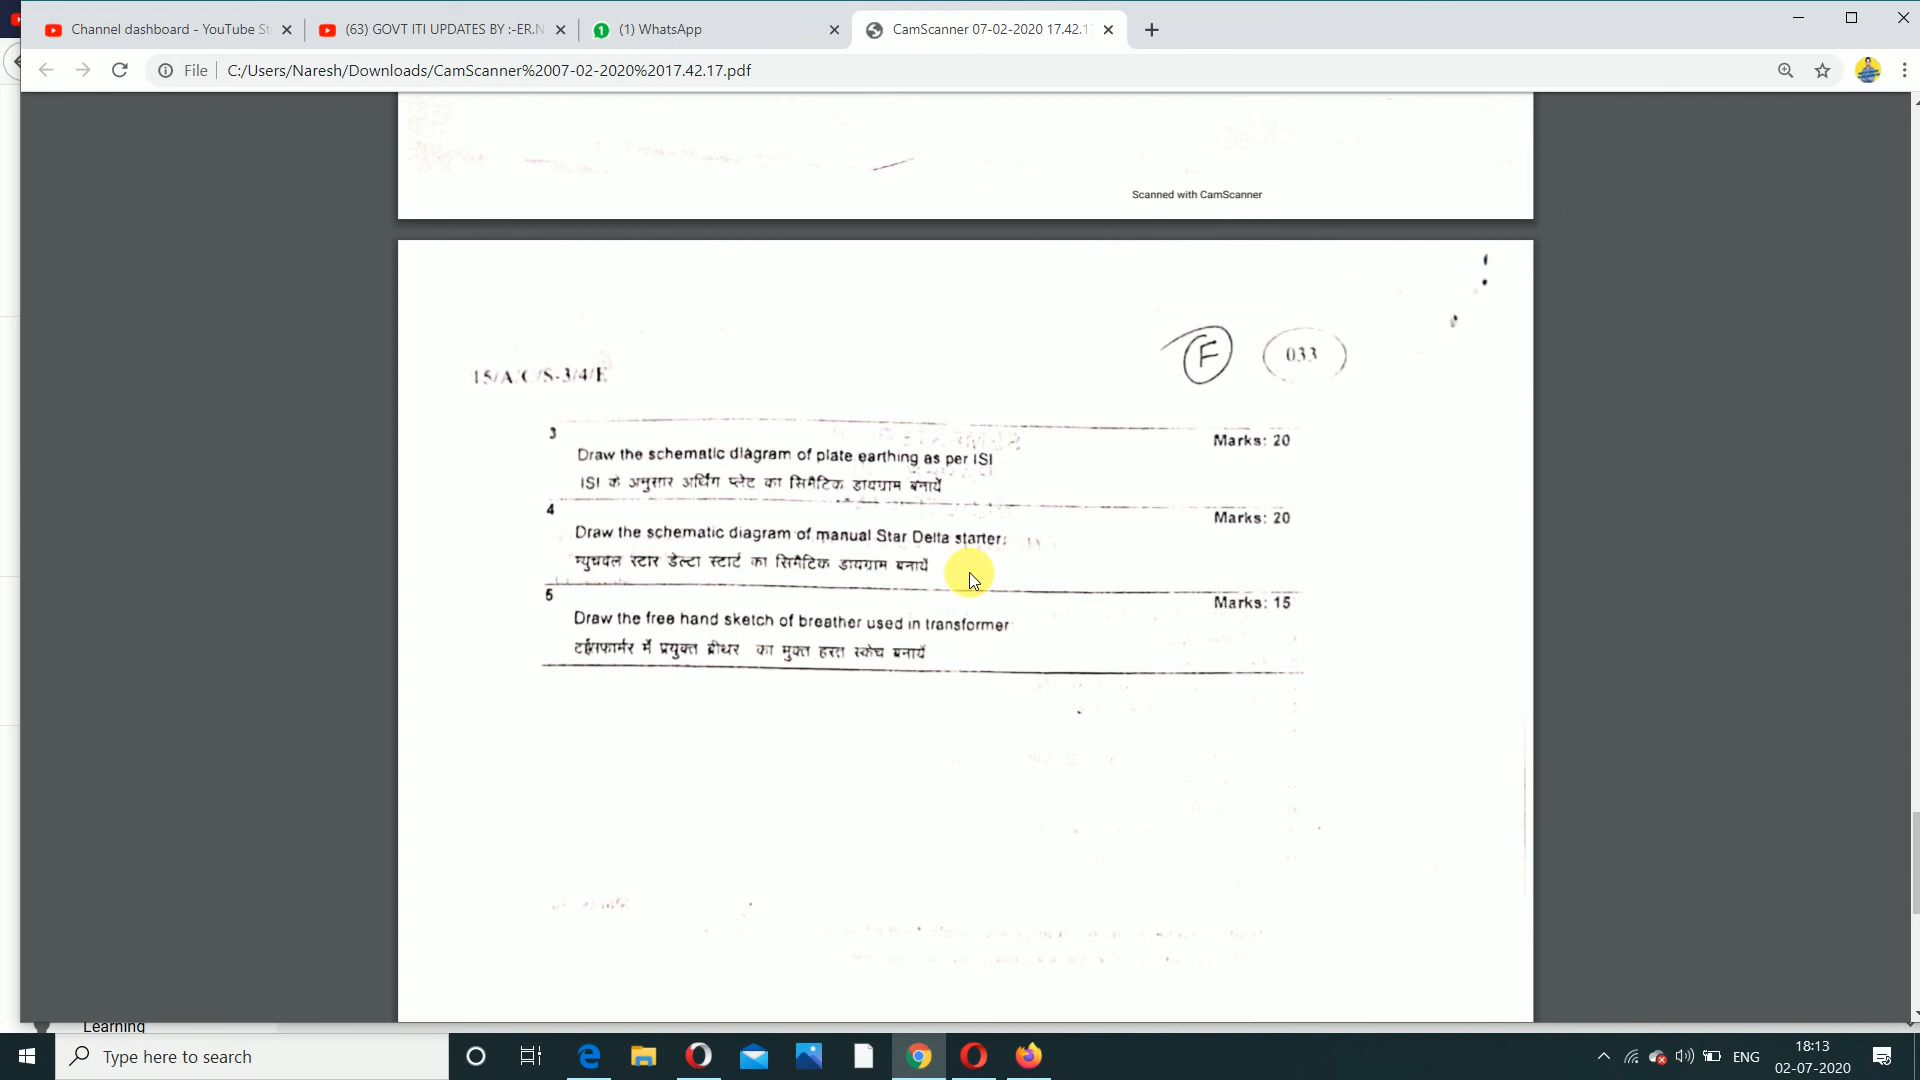 Channel dashboard - YouTube St
(63) GOVT ITI UPDATES BY :-ER.N
(1) WhatsApp
CamScanner 07-02-2020 17.42.1
File
C:/Users/Naresh/Downloads/CamScanner%2007-02-2020%2017.42.17.pdf
Scanned with CamScanner
F
033
15/A/C/S-3/4/E
3
Marks: 20
Draw the schematic diagram of plate earthing as per ISI
ISI के अनुसार अर्थिंग प्लेट का सिमैटिक डायग्राम बनायें
4
Marks: 20
Draw the schematic diagram of manual Star Delta starter:
म्युचवल स्टार डेल्टा स्टार्ट का सिमैटिक डायग्राम बनायें
5
Marks: 15
Draw the free hand sketch of breather used in transformer
में प्रयुक्त ब्रीथर का मुक्त हस्त स्केच बनायें
Learning
Type here to search
ENG
18:13
02-07-2020